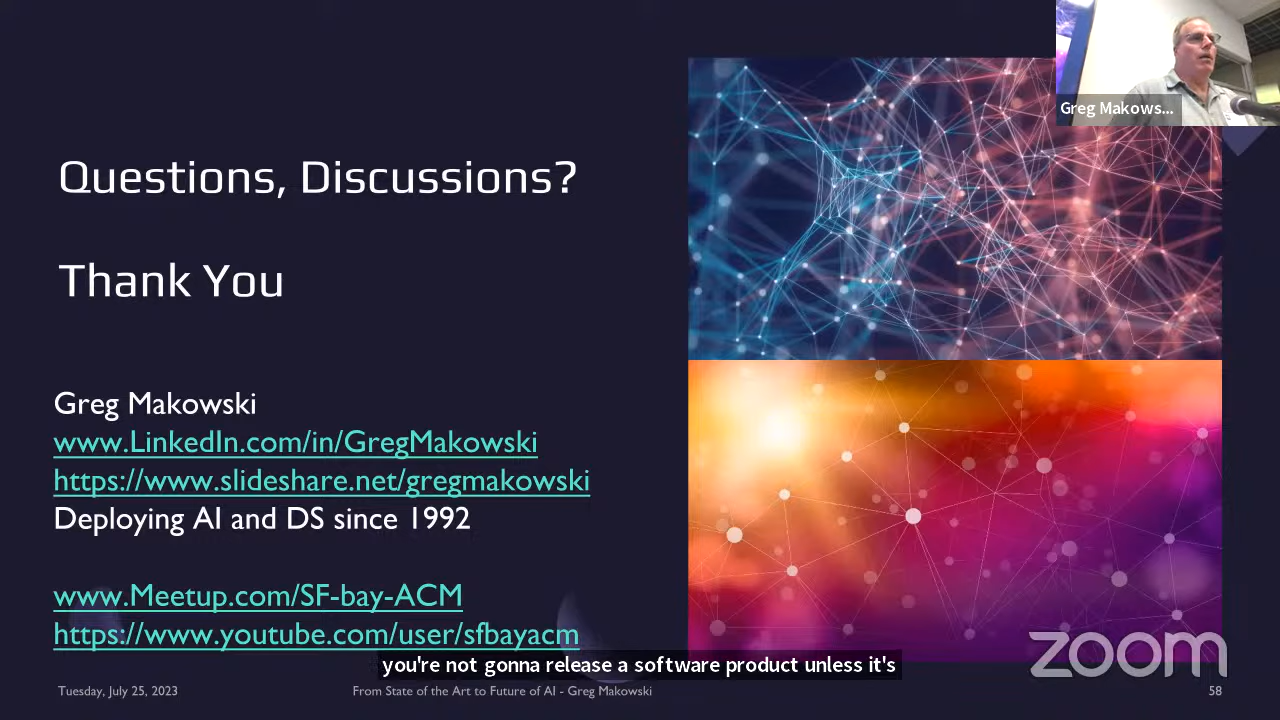 Greg Makows...
Questions, Discussions?
Thank You
Greg Makowski
www.LinkedIn.com/in/GregMakowski
https://www.slideshare.net/gregmakowski
Deploying AI and DS since 1992
www.Meetup.com/SF-bay-ACM
https://www.youtube.com/user/sfbayacm
you're not gonna release a software product unless it's
zoom
Tuesday, July 25, 2023
From State of the Art to Future of AI - Greg Makowski
58